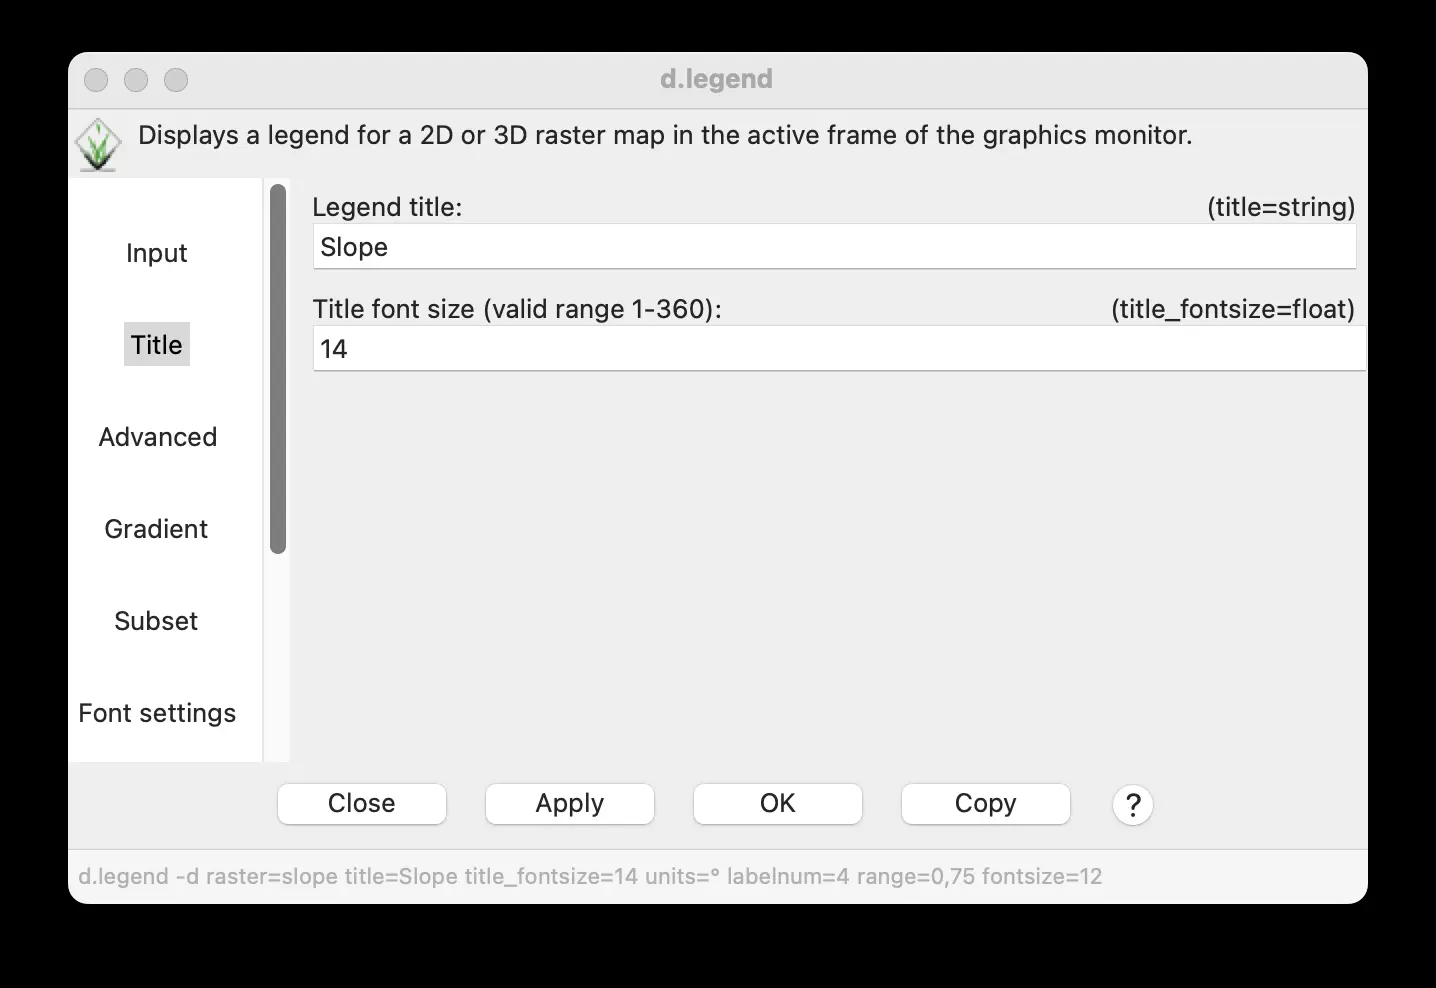 d.legend
Displays a legend for a 2D or 3D raster map in the active frame of the graphics monitor.
Input
Title
Advanced
Gradient
Subset
Font settings
Legend title: (title=string)
Slope
Title font size (valid range 1-360): (title_fontsize=float)
14
Close Apply OK Copy ?
d.legend -d raster=slope title=Slope title_fontsize=14 units=° labelnum=4 range=0,75 fontsize=12